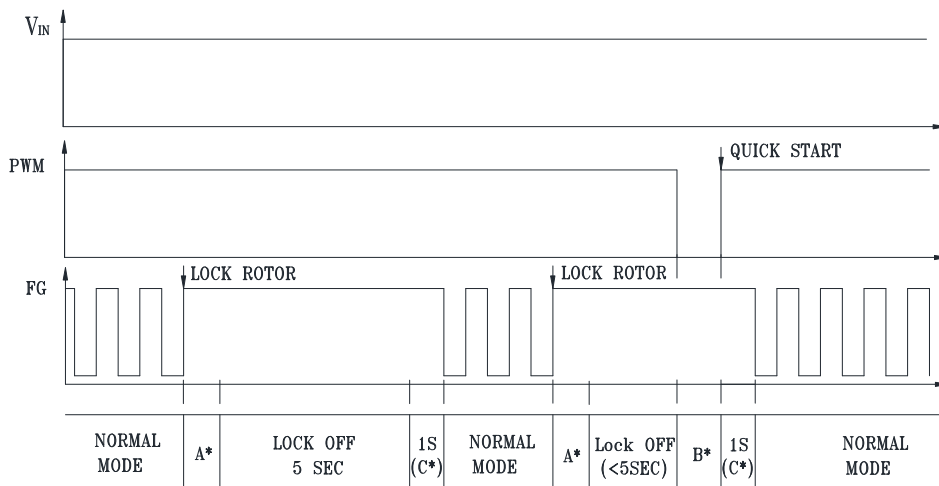 VIN
PWM
QUICK START
FG
LOCK ROTOR
LOCK ROTOR
NORMAL
MODE
A*
LOCK OFF
5 SEC
1S
(C*)
NORMAL
MODE
A*
Lock OFF
(<5SEC)
B*
1S
(C*)
NORMAL
MODE